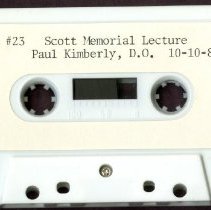 #23 Scott Memorial Lecture
Paul Kimberly, D.O. 10-10-8